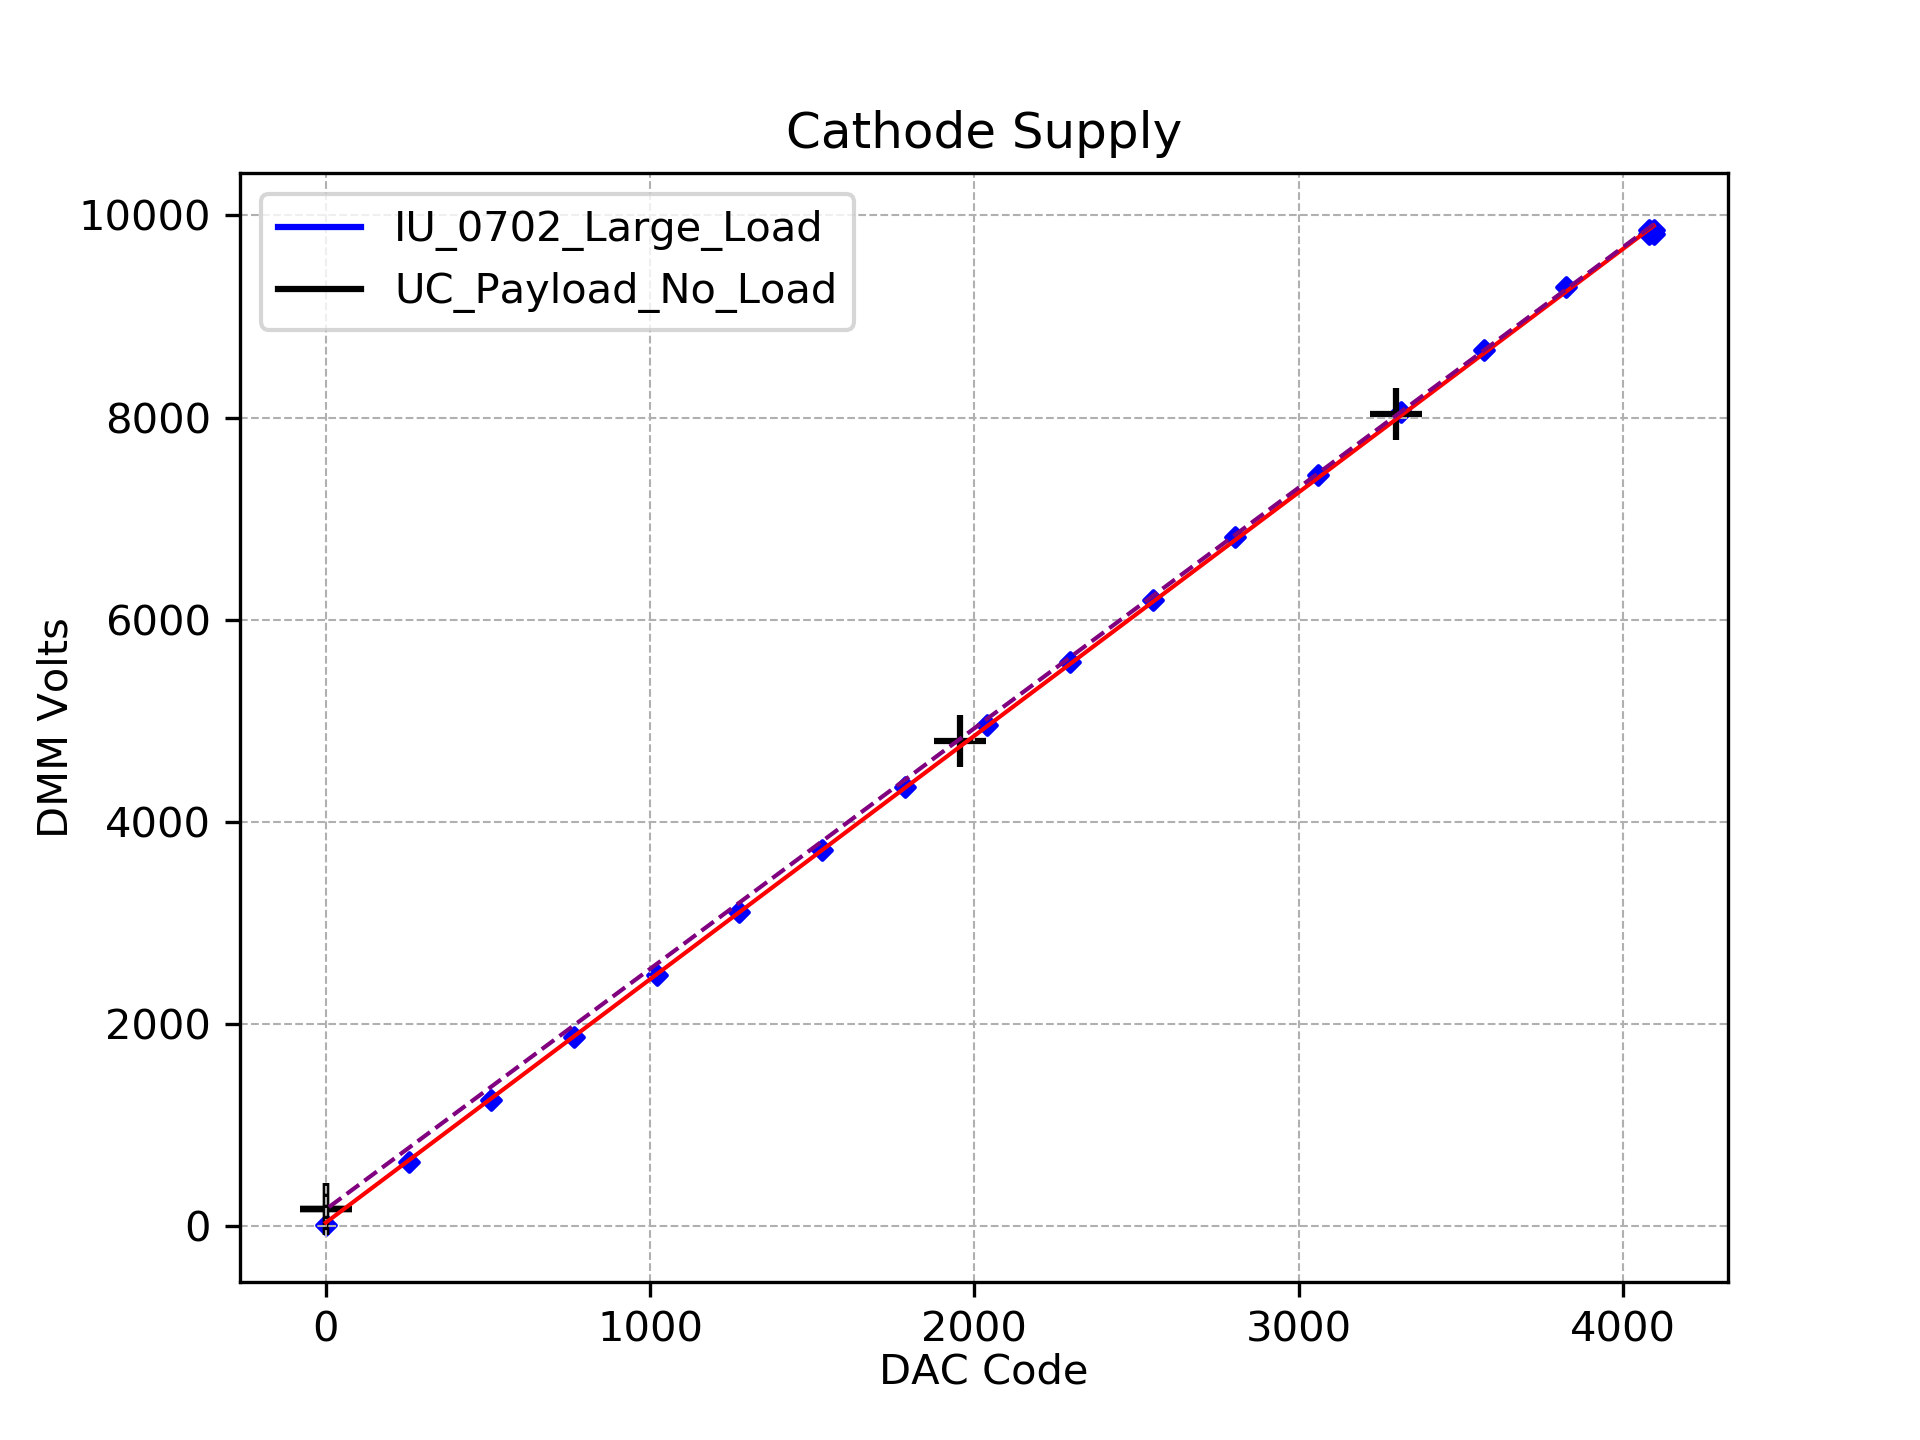 Cathode Supply
IU_0702_Large_Load
UC_Payload_No_Load
10000
8000
6000
4000
2000
0
DMM Volts
0 1000 2000 3000 4000
DAC Code